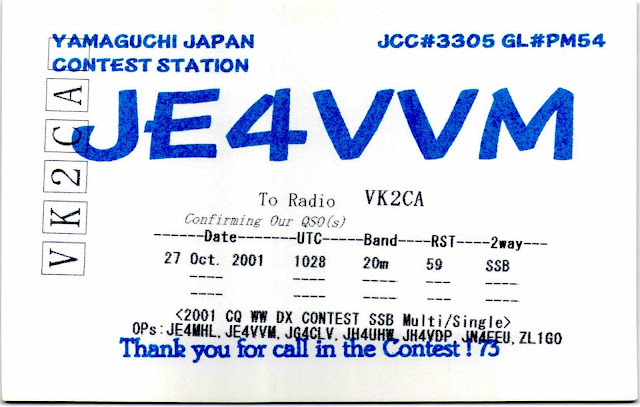 YAMAGUCHI JAPAN
CONTEST STATION
JCC#3305 GL#PM54
JE4VVM
VK2CA
To Radio VK2CA
Confirming Our QSO(s)
------Date-------UTC-----Band----RST----2way---
27 Oct. 2001 1028 20m 59 SSB
---- ---- ---- --- ---
---- ---- ---- --- ---
<2001 CQ WW DX CONTEST SSB Multi/Single>
OPs:JE4MHL,JE4VVM,JG4CLV,JH4UHW,JH4VDP,JN4FEU,ZL1GO
Thank you for call in the Contest ! 73